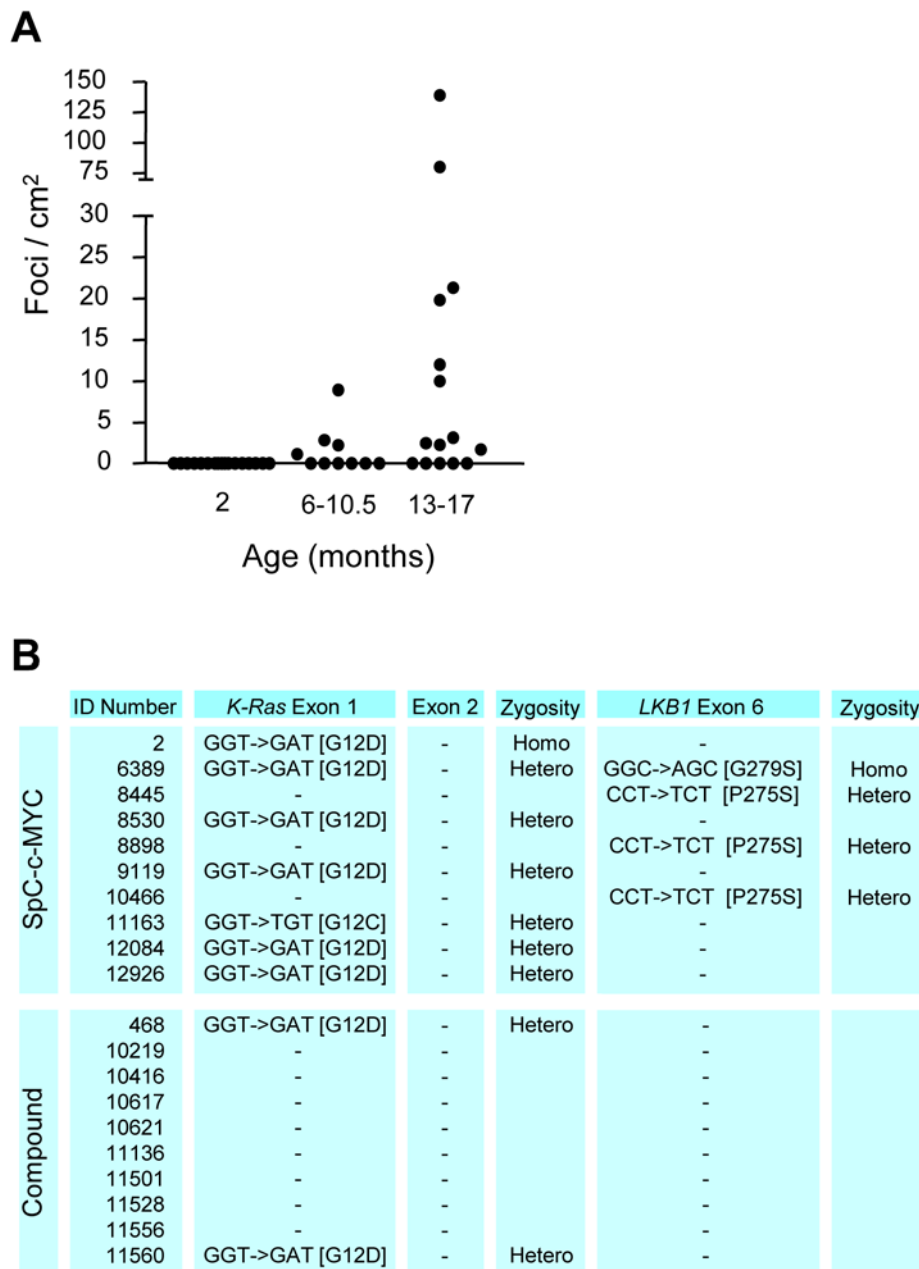 A
150
125
100
75
30
25
20
15
10
5
0
Foci / cm²
2 6-10.5 13-17
Age (months)
B
ID Number K-Ras Exon 1 Exon 2 Zygosity LKB1 Exon 6 Zygosity
SpC-c-MYC
2 GGT->GAT [G12D] - Homo -
6389 GGT->GAT [G12D] - Hetero GGC->AGC [G279S] Homo
8445 - - CCT->TCT [P275S] Hetero
8530 GGT->GAT [G12D] - Hetero -
8898 - - CCT->TCT [P275S] Hetero
9119 GGT->GAT [G12D] - Hetero -
10466 - - CCT->TCT [P275S] Hetero
11163 GGT->TGT [G12C] - Hetero -
12084 GGT->GAT [G12D] - Hetero -
12926 GGT->GAT [G12D] - Hetero -
Compound
468 GGT->GAT [G12D] - Hetero -
10219 - - -
10416 - - -
10617 - - -
10621 - - -
11136 - - -
11501 - - -
11528 - - -
11556 - - -
11560 GGT->GAT [G12D] - Hetero -